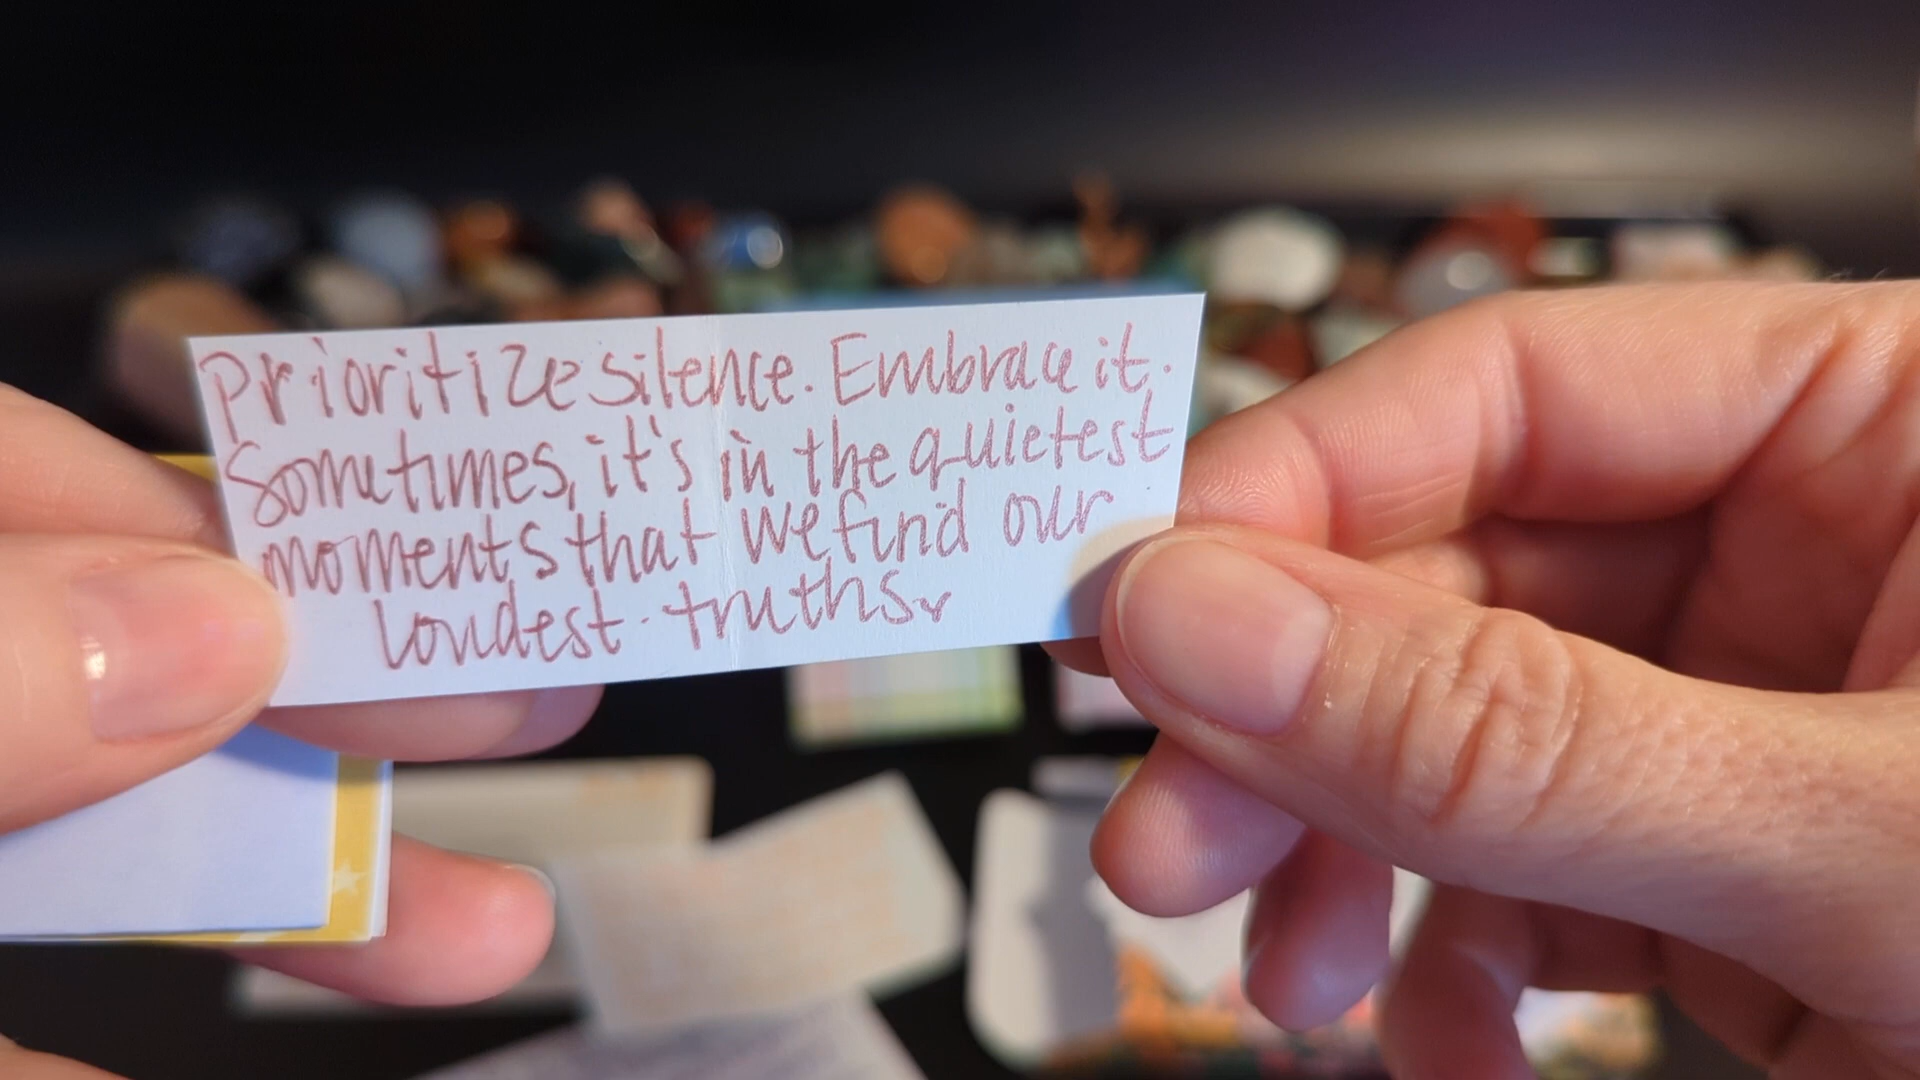 Prioritize silence. Embrace it.
Sometimes, it's in the quietest
moments that we find our
loudest truths.